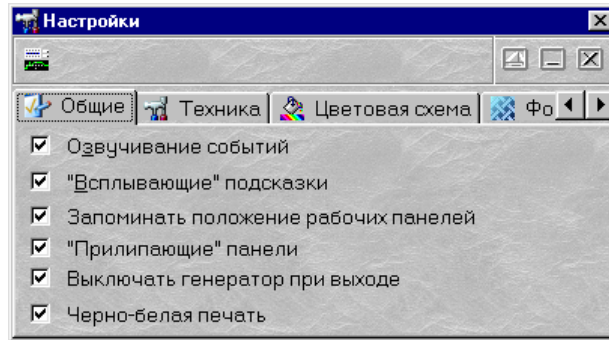 Настройки
Общие Техника Цветовая схема Фо
Озвучивание событий
"Всплывающие" подсказки
Запоминать положение рабочих панелей
"Прилипающие" панели
Выключать генератор при выходе
Черно-белая печать